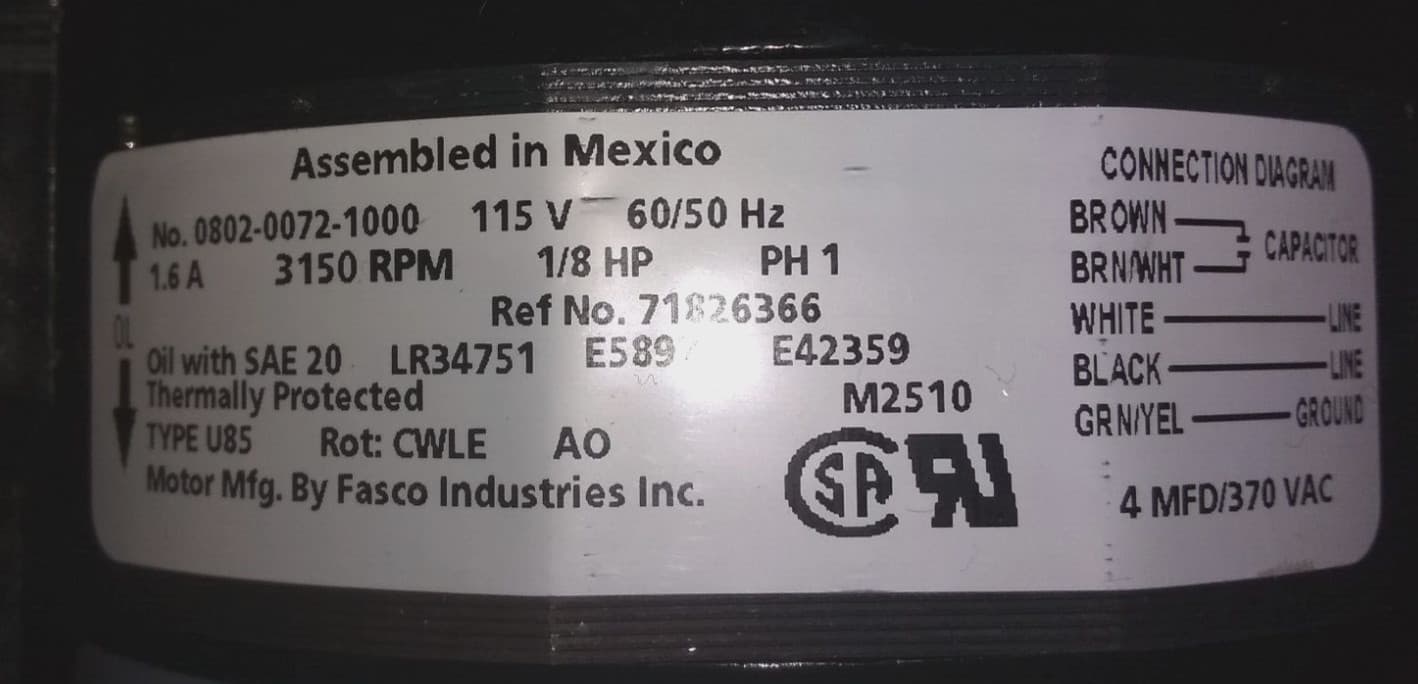 Assembled in Mexico
No. 0802-0072-1000 115 V 60/50 Hz
1.6 A 3150 RPM 1/8 HP PH 1
Ref No. 71826366
OIL
Oil with SAE 20 LR34751 E42359
Thermally Protected M2510
TYPE U85 Rot: CWLE AO
Motor Mfg. By Fasco Industries Inc.
CONNECTION DIAGRAM
BROWN
BRN/WHT CAPACITOR
WHITE LINE
BLACK LINE
GRN/YEL GROUND
4 MFD/370 VAC